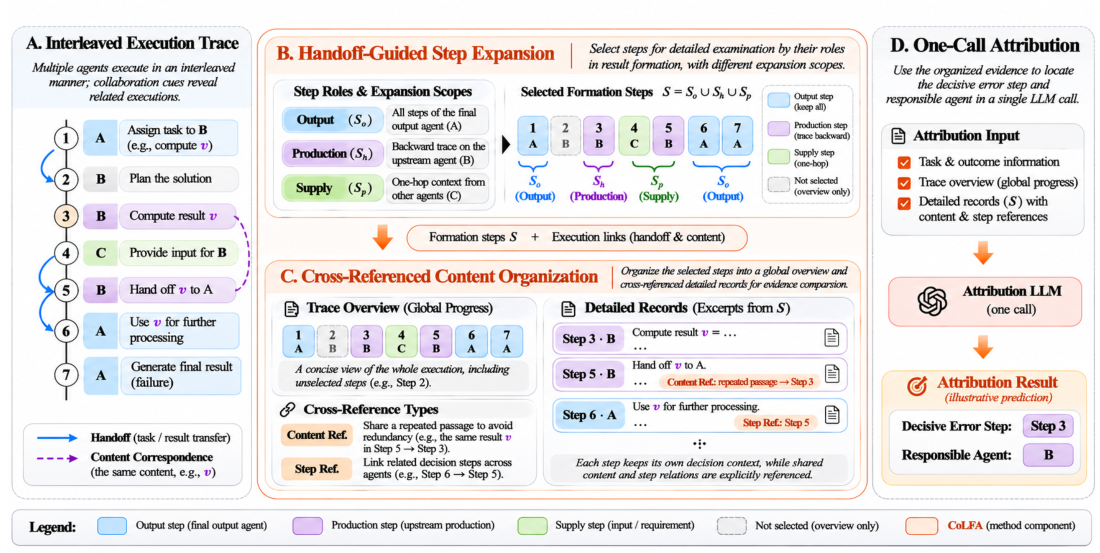 A. Interleaved Execution Trace
Multiple agents execute in an interleaved
manner; collaboration cues reveal
related executions.
1
A
Assign task to B
(e.g., compute v)
2
B
Plan the solution
3
B
Compute result v
4
C
Provide input for B
5
B
Hand off v to A
6
A
Use v for further
processing
7
A
Generate final result
(failure)
Handoff (task / result transfer)
Content Correspondence
(the same content, e.g., v)
B. Handoff-Guided Step Expansion
Select steps for detailed examination by their roles
in result formation, with different expansion scopes.
Step Roles & Expansion Scopes
Output (So)
All steps of the final
output agent (A)
Production (Sh)
Backward trace on the
upstream agent (B)
Supply (Sp)
One-hop context from
other agents (C)
Selected Formation Steps S = So ∪ Sh ∪ Sp
1 2 3 4 5 6 7
A B B C B A A
So Sh Sp So
(Output) (Production) (Supply) (Output)
Output step
(keep all)
Production step
(trace backward)
Supply step
(one-hop)
Not selected
(overview only)
Formation steps S + Execution links (handoff & content)
C. Cross-Referenced Content Organization
Organize the selected steps into a global overview and
cross-referenced detailed records for evidence comparsion.
Trace Overview (Global Progress)
1 2 3 4 5 6 7
A B B C B A A
A concise view of the whole execution, including
unselected steps (e.g., Step 2).
Cross-Reference Types
Content Ref.
Share a repeated passage to avoid
redundancy (e.g., the same result v
in Step 5 → Step 3).
Step Ref.
Link related decision steps across
agents (e.g., Step 6 → Step 5).
Detailed Records (Excerpts from S)
Step 3 · B
Compute result v = ...
...
Step 5 · B
Hand off v to A.
... Content Ref.: repeated passage → Step 3
Step 6 · A
Use v for further processing.
... Step Ref.: Step 5
Each step keeps its own decision context, while shared
content and step relations are explicitly referenced.
D. One-Call Attribution
Use the organized evidence to locate
the decisive error step and
responsible agent in a single LLM call.
Attribution Input
Task & outcome information
Trace overview (global progress)
Detailed records (S) with
content & step references
Attribution LLM
(one call)
Attribution Result
(illustrative prediction)
Decisive Error Step: Step 3
Responsible Agent: B
Legend:
Output step (final output agent)
Production step (upstream production)
Supply step (input / requirement)
Not selected (overview only)
CoLFA (method component)